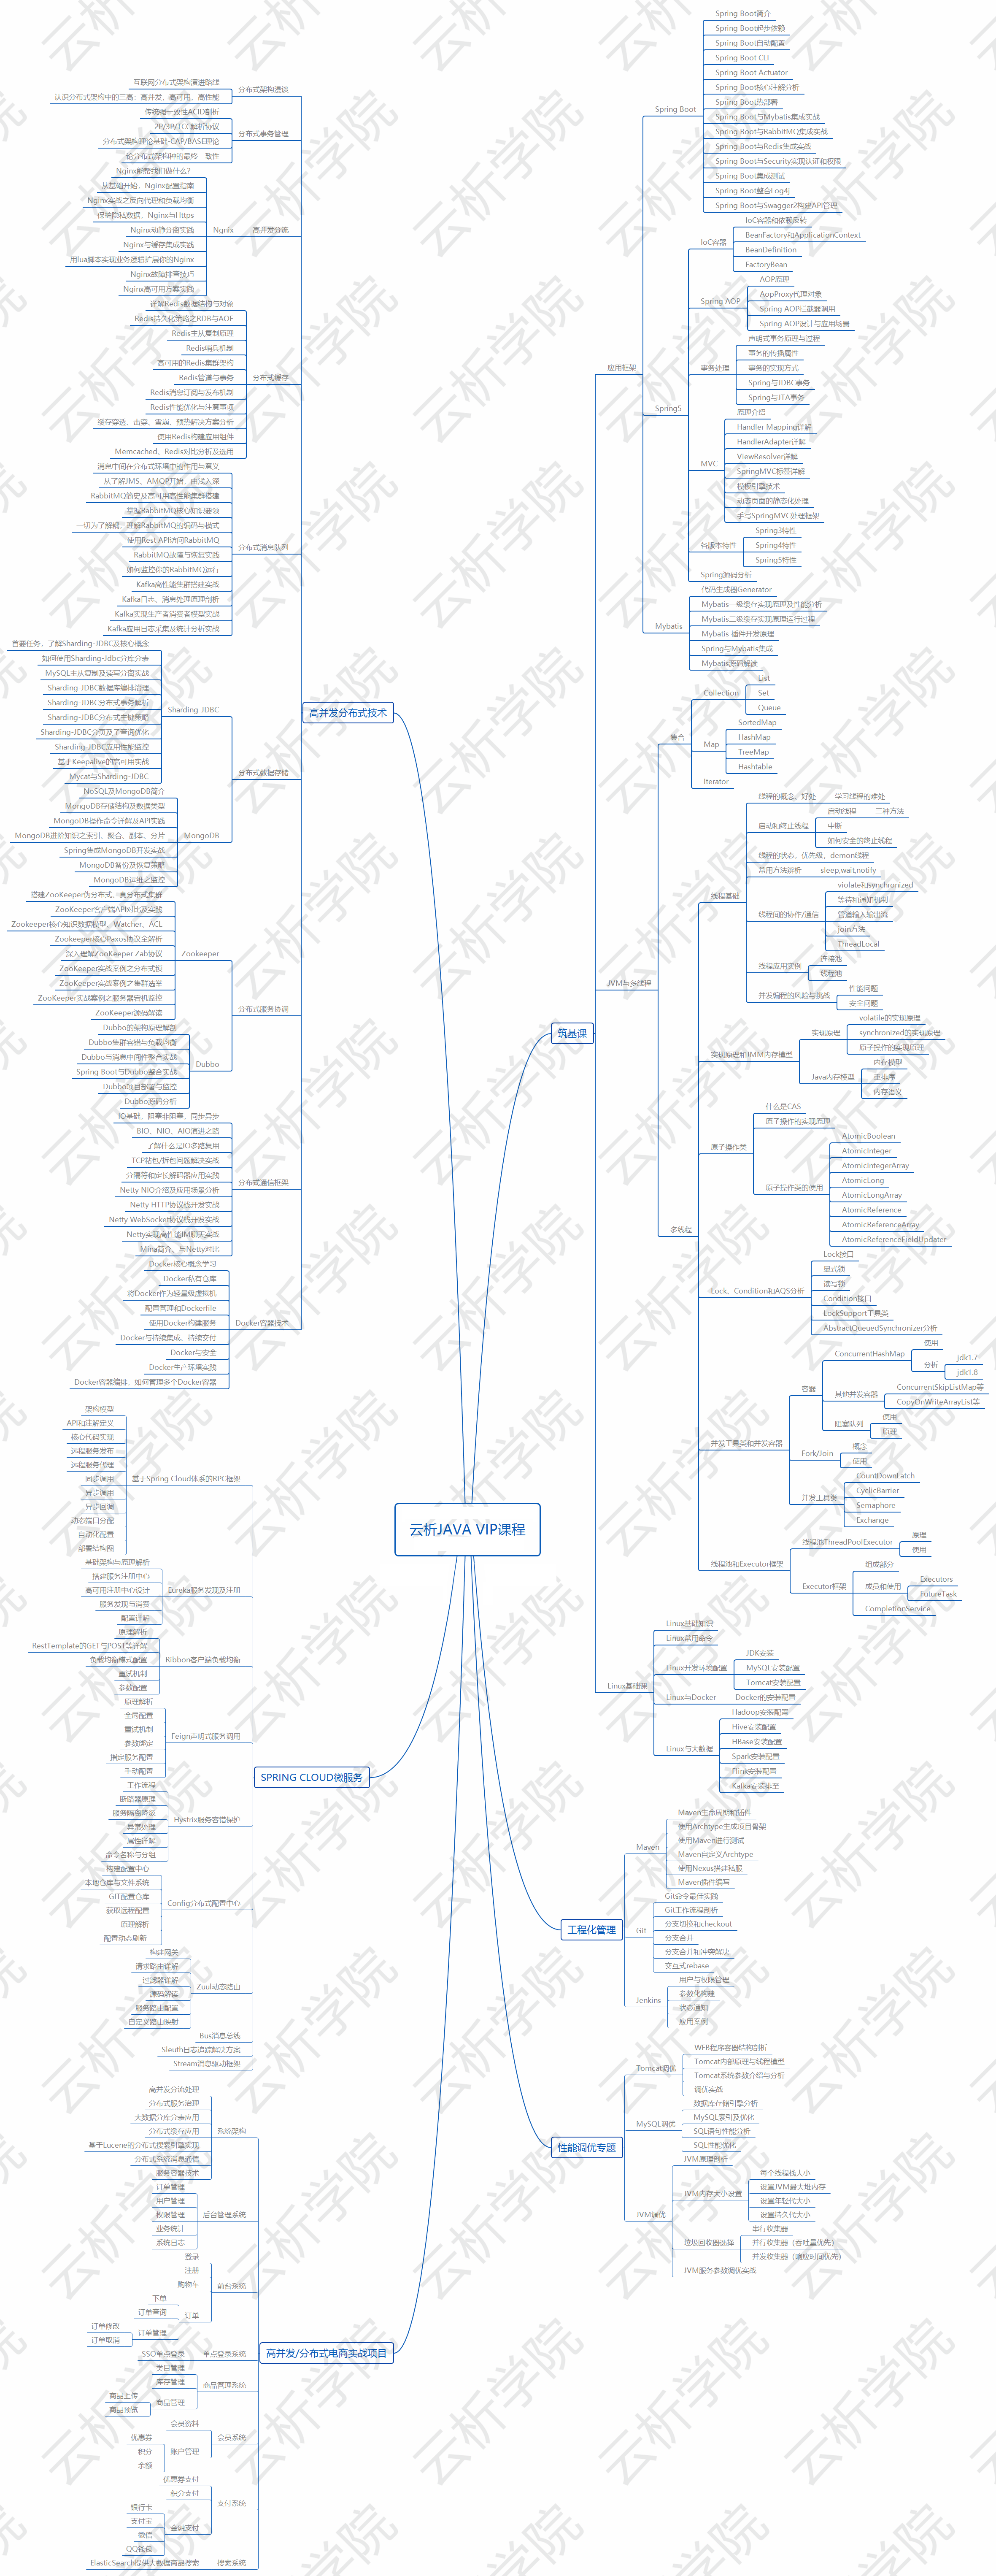 云析JAVA VIP课程
高并发分布式技术
分布式架构漫谈
互联网分布式架构演进路线
认识分布式架构中的三高：高并发、高可用、高性能
分布式事务管理
传统强一致性ACID剖析
2P/3P/TCC解析协议
分布式架构理论基础-CAP/BASE理论
论分布式架构种的最终一致性
高并发分流
Nginx能帮我们做什么？
从基础开始，Nginx配置指南
Nginx实战之反向代理和负载均衡
保护隐私数据，Nginx与Https
Nginx动静分离实践
Nginx与缓存集成实践
用lua脚本实现业务逻辑扩展你的Nginx
Nginx故障排查技巧
Nginx高可用方案实践
分布式缓存
详解Redis数据结构与对象
Redis持久化策略之RDB与AOF
Redis主从复制原理
Redis哨兵机制
高可用的Redis集群架构
Redis管道与事务
Redis消息订阅与发布机制
Redis性能优化与注意事项
缓存穿透、击穿、雪崩、预热解决方案分析
使用Redis构建应用组件
Memcached、Redis对比分析及选用
分布式消息队列
消息中间在分布式环境中的作用与意义
从了解JMS、AMQP开始，由浅入深
RabbitMQ简史及高可用高性能集群搭建
掌握RabbitMQ核心知识要领
一切为了解耦，理解RabbitMQ的编码与模式
使用Rest API访问RabbitMQ
RabbitMQ故障与恢复实践
如何监控你的RabbitMQ运行
Kafka高性能集群搭建实战
Kafka日志、消息处理原理剖析
Kafka实现生产者消费者模型实战
Kafka应用日志采集及统计分析实战
分布式数据存储
Sharding-JDBC
首要任务，了解Sharding-JDBC及核心概念
如何使用Sharding-Jdbc分库分表
MySQL主从复制及读写分离实战
Sharding-JDBC数据库编排治理
Sharding-JDBC分布式事务解析
Sharding-JDBC分布式主键策略
Sharding-JDBC分页及子查询优化
Sharding-JDBC应用性能监控
基于Keepalive的高可用实战
Mycat与Sharding-JDBC
MongoDB
NoSQL及MongoDB简介
MongoDB存储结构及数据类型
MongoDB操作命令详解及API实践
MongoDB进阶知识之索引、聚合、副本、分片
Spring集成MongoDB开发实战
MongoDB备份及恢复策略
MongoDB运维之监控
分布式服务协调
Zookeeper
搭建ZooKeeper伪分布式、真分布式集群
ZooKeeper客户端API对比及实践
Zookeeper核心知识数据模型、Watcher、ACL
Zookeeper核心Paxos协议全解析
深入理解ZooKeeper Zab协议
ZooKeeper实战案例之分布式锁
ZooKeeper实战案例之集群选举
ZooKeeper实战案例之服务器宕机监控
ZooKeeper源码解读
Dubbo
Dubbo的架构原理解剖
Dubbo集群容错与负载均衡
Dubbo与消息中间件整合实战
Spring Boot与Dubbo整合实战
Dubbo项目部署与监控
Dubbo源码分析
分布式通信框架
IO基础，阻塞非阻塞，同步异步
BIO、NIO、AIO演进之路
了解什么是IO多路复用
TCP粘包/拆包问题解决实战
分隔符和定长解码器应用实践
Netty NIO介绍及应用场景分析
Netty HTTP协议栈开发实战
Netty WebSocket协议栈开发实战
Netty实现高性能IM聊天实战
Mina简介，与Netty对比
Docker容器技术
Docker核心概念学习
Docker私有仓库
将Docker作为轻量级虚拟机
配置管理和Dockerfile
使用Docker构建服务
Docker与持续集成、持续交付
Docker与安全
Docker生产环境实践
Docker容器编排，如何管理多个Docker容器
SPRING CLOUD微服务
基于Spring Cloud体系的RPC框架
架构模型
API和注解定义
核心代码实现
远程服务发布
远程服务代理
同步调用
异步调用
异步回调
动态端口分配
自动化配置
部署结构图
Eureka服务发现及注册
基础架构与原理解析
搭建服务注册中心
高可用注册中心设计
服务发现与消费
配置详解
Ribbon客户端负载均衡
原理解析
RestTemplate的GET与POST等详解
负载均衡模式配置
重试机制
参数配置
Feign声明式服务调用
原理解析
全局配置
重试机制
参数绑定
指定服务配置
手动配置
Hystrix服务容错保护
工作流程
断路器原理
服务隔离降级
异常处理
属性详解
命令名称与分组
Config分布式配置中心
构建配置中心
本地仓库与文件系统
GIT配置仓库
获取远程配置
原理解析
配置动态刷新
Zuul动态路由
构建网关
请求路由详解
过滤器详解
源码解读
服务路由配置
自定义路由映射
Bus消息总线
Sleuth日志追踪解决方案
Stream消息驱动框架
高并发/分布式电商实战项目
系统架构
高并发分流处理
分布式服务治理
大数据分库分表应用
分布式缓存应用
基于Lucene的分布式搜索引擎实现
分布式系统消息通信
服务容器技术
后台管理系统
订单管理
用户管理
权限管理
业务统计
系统日志
前台系统
登录
注册
购物车
订单
下单
订单查询
订单管理
订单修改
订单取消
单点登录系统
SSO单点登录
商品管理系统
类目管理
库存管理
商品管理
商品上传
商品预览
会员系统
会员资料
账户管理
优惠券
积分
余额
支付系统
优惠券支付
积分支付
金融支付
银行卡
支付宝
微信
QQ钱包
搜索系统
ElasticSearch提供大数据商品搜索
筑基课
应用框架
Spring Boot
Spring Boot简介
Spring Boot起步依赖
Spring Boot自动配置
Spring Boot CLI
Spring Boot Actuator
Spring Boot核心注解分析
Spring Boot热部署
Spring Boot与Mybatis集成实战
Spring Boot与RabbitMQ集成实战
Spring Boot与Redis集成实战
Spring Boot与Security实现认证和权限
Spring Boot集成测试
Spring Boot整合Log4j
Spring Boot与Swagger2构建API管理
Spring5
IoC容器
IoC容器和依赖反转
BeanFactory和ApplicationContext
BeanDefinition
FactoryBean
Spring AOP
AOP原理
AopProxy代理对象
Spring AOP拦截器调用
Spring AOP设计与应用场景
事务处理
声明式事务原理与过程
事务的传播属性
事务的实现方式
Spring与JDBC事务
Spring与JTA事务
MVC
原理介绍
Handler Mapping详解
HandlerAdapter详解
ViewResolver详解
SpringMVC标签详解
模板引擎技术
动态页面的静态化处理
手写SpringMVC处理框架
各版本特性
Spring3特性
Spring4特性
Spring5特性
Spring源码分析
Mybatis
代码生成器Generator
Mybatis一级缓存实现原理及性能分析
Mybatis二级缓存实现原理运行过程
Mybatis 插件开发原理
Spring与Mybatis集成
Mybatis源码解读
JVM与多线程
集合
Collection
List
Set
Queue
Map
SortedMap
HashMap
TreeMap
Hashtable
Iterator
多线程
线程基础
线程的概念，好处
学习线程的难处
启动和终止线程
启动线程
三种方法
中断
如何安全的终止线程
线程的状态、优先级、demon线程
常用方法辨析
sleep,wait,notify
线程间的协作/通信
violate和synchronized
等待和通知机制
管道输入输出流
join方法
ThreadLocal
线程应用实例
连接池
线程池
并发编程的风险与挑战
性能问题
安全问题
实现原理和JMM内存模型
实现原理
volatile的实现原理
synchronized的实现原理
原子操作的实现原理
Java内存模型
内存模型
重排序
内存语义
原子操作类
什么是CAS
原子操作的实现原理
原子操作类的使用
AtomicBoolean
AtomicInteger
AtomicIntegerArray
AtomicLong
AtomicLongArray
AtomicReference
AtomicReferenceArray
AtomicReferenceFieldUpdater
Lock、Condition和AQS分析
Lock接口
显式锁
读写锁
Condition接口
LockSupport工具类
AbstractQueuedSynchronizer分析
并发工具类和并发容器
容器
ConcurrentHashMap
使用
分析
jdk1.7
jdk1.8
其他并发容器
ConcurrentSkipListMap等
CopyOnWriteArrayList等
阻塞队列
使用
原理
Fork/Join
概念
使用
并发工具类
CountDownLatch
CyclicBarrier
Semaphore
Exchange
线程池和Executor框架
线程池ThreadPoolExecutor
原理
使用
Executor框架
组成部分
成员和使用
Executors
FutureTask
CompletionService
Linux基础课
Linux基础知识
Linux常用命令
Linux开发环境配置
JDK安装
MySQL安装配置
Tomcat安装配置
Linux与Docker
Docker的安装配置
Linux与大数据
Hadoop安装配置
Hive安装配置
HBase安装配置
Spark安装配置
Flink安装配置
Kafka安装排至
工程化管理
Maven
Maven生命周期和插件
使用Archtype生成项目骨架
使用Maven进行测试
Maven自定义Archtype
使用Nexus搭建私服
Maven插件编写
Git
Git命令最佳实践
Git工作流程剖析
分支切换和checkout
分支合并
分支合并和冲突解决
交互式rebase
Jenkins
用户与权限管理
参数化构建
状态通知
应用案例
性能调优专题
Tomcat调优
WEB程序容器结构剖析
Tomcat内部原理与线程模型
Tomcat系统参数介绍与分析
调优实战
MySQL调优
数据库存储引擎分析
MySQL索引及优化
SQL语句性能分析
SQL性能优化
JVM调优
JVM原理剖析
JVM内存大小设置
每个线程栈大小
设置JVM最大堆内存
设置年轻代大小
设置持久代大小
垃圾回收器选择
串行收集器
并行收集器（吞吐量优先）
并发收集器（响应时间优先）
JVM服务参数调优实战
云析学院